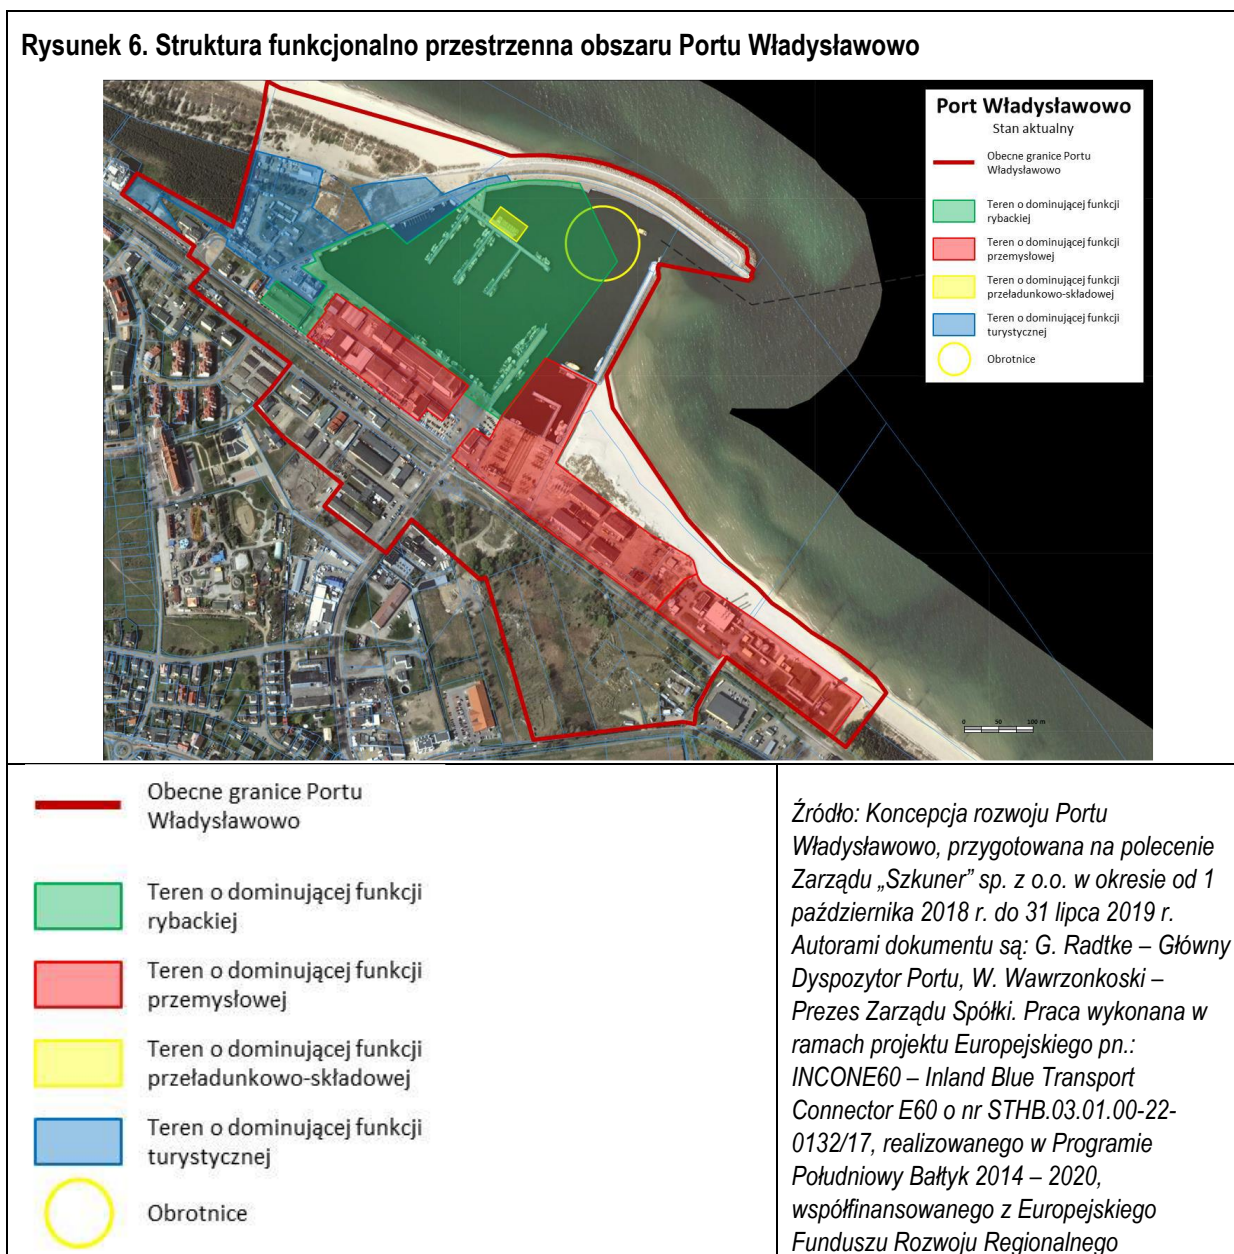 Rysunek 6. Struktura funkcjonalno przestrzenna obszaru Portu Władysławowo
Port Władysławowo
Stan aktualny
Obecne granice Portu
Władysławowo
Teren o dominującej funkcji
rybackiej
Teren o dominującej funkcji
przemysłowej
Teren o dominującej funkcji
przeładunkowo-składowej
Teren o dominującej funkcji
turystycznej
Obrotnice
0 50 100 m
Obecne granice Portu
Władysławowo
Teren o dominującej funkcji
rybackiej
Teren o dominującej funkcji
przemysłowej
Teren o dominującej funkcji
przeładunkowo-składowej
Teren o dominującej funkcji
turystycznej
Obrotnice
Źródło: Koncepcja rozwoju Portu
Władysławowo, przygotowana na polecenie
Zarządu „Szkuner” sp. z o.o. w okresie od 1
października 2018 r. do 31 lipca 2019 r.
Autorami dokumentu są: G. Radtke – Główny
Dyspozytor Portu, W. Wawrzonkoski –
Prezes Zarządu Spółki. Praca wykonana w
ramach projektu Europejskiego pn.:
INCONE60 – Inland Blue Transport
Connector E60 o nr STHB.03.01.00-22-
0132/17, realizowanego w Programie
Południowy Bałtyk 2014 – 2020,
współfinansowanego z Europejskiego
Funduszu Rozwoju Regionalnego